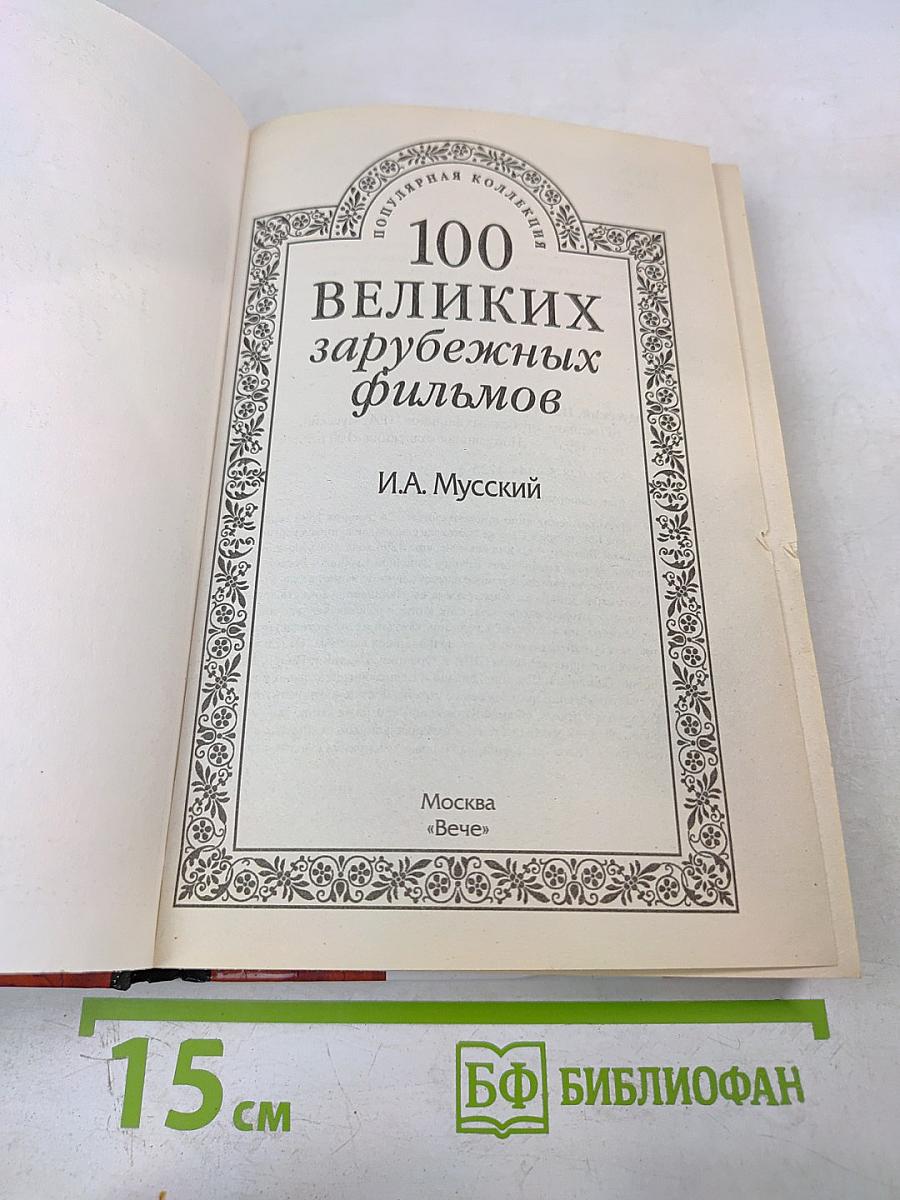 ПОПУЛЯРНАЯ КОЛЛЕКЦИЯ
100
ВЕЛИКИХ
зарубежных
фильмов
И.А. Мусский
Москва
«Вече»
15 см
БФ БИБЛИОФАН